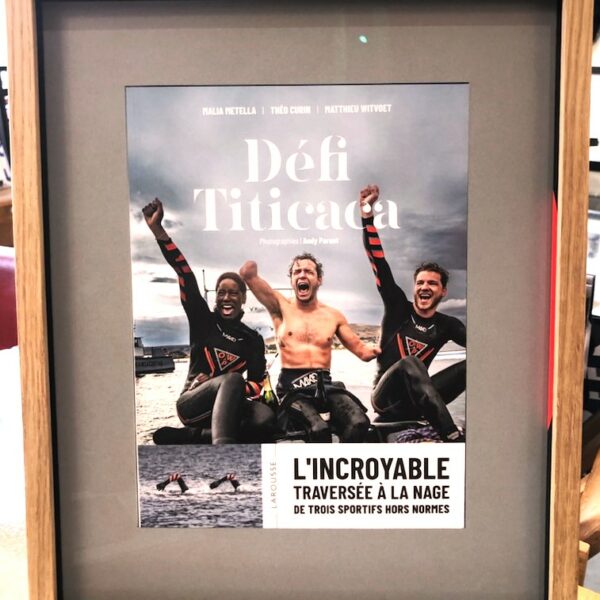 MALIA METELLA | THÉO CURIN | MATTHIEU WITVOET
Défi
Titicaca
Photographies | Andy Parant
LAROUSSE
L'INCROYABLE
TRAVERSÉE À LA NAGE
DE TROIS SPORTIFS HORS NORMES